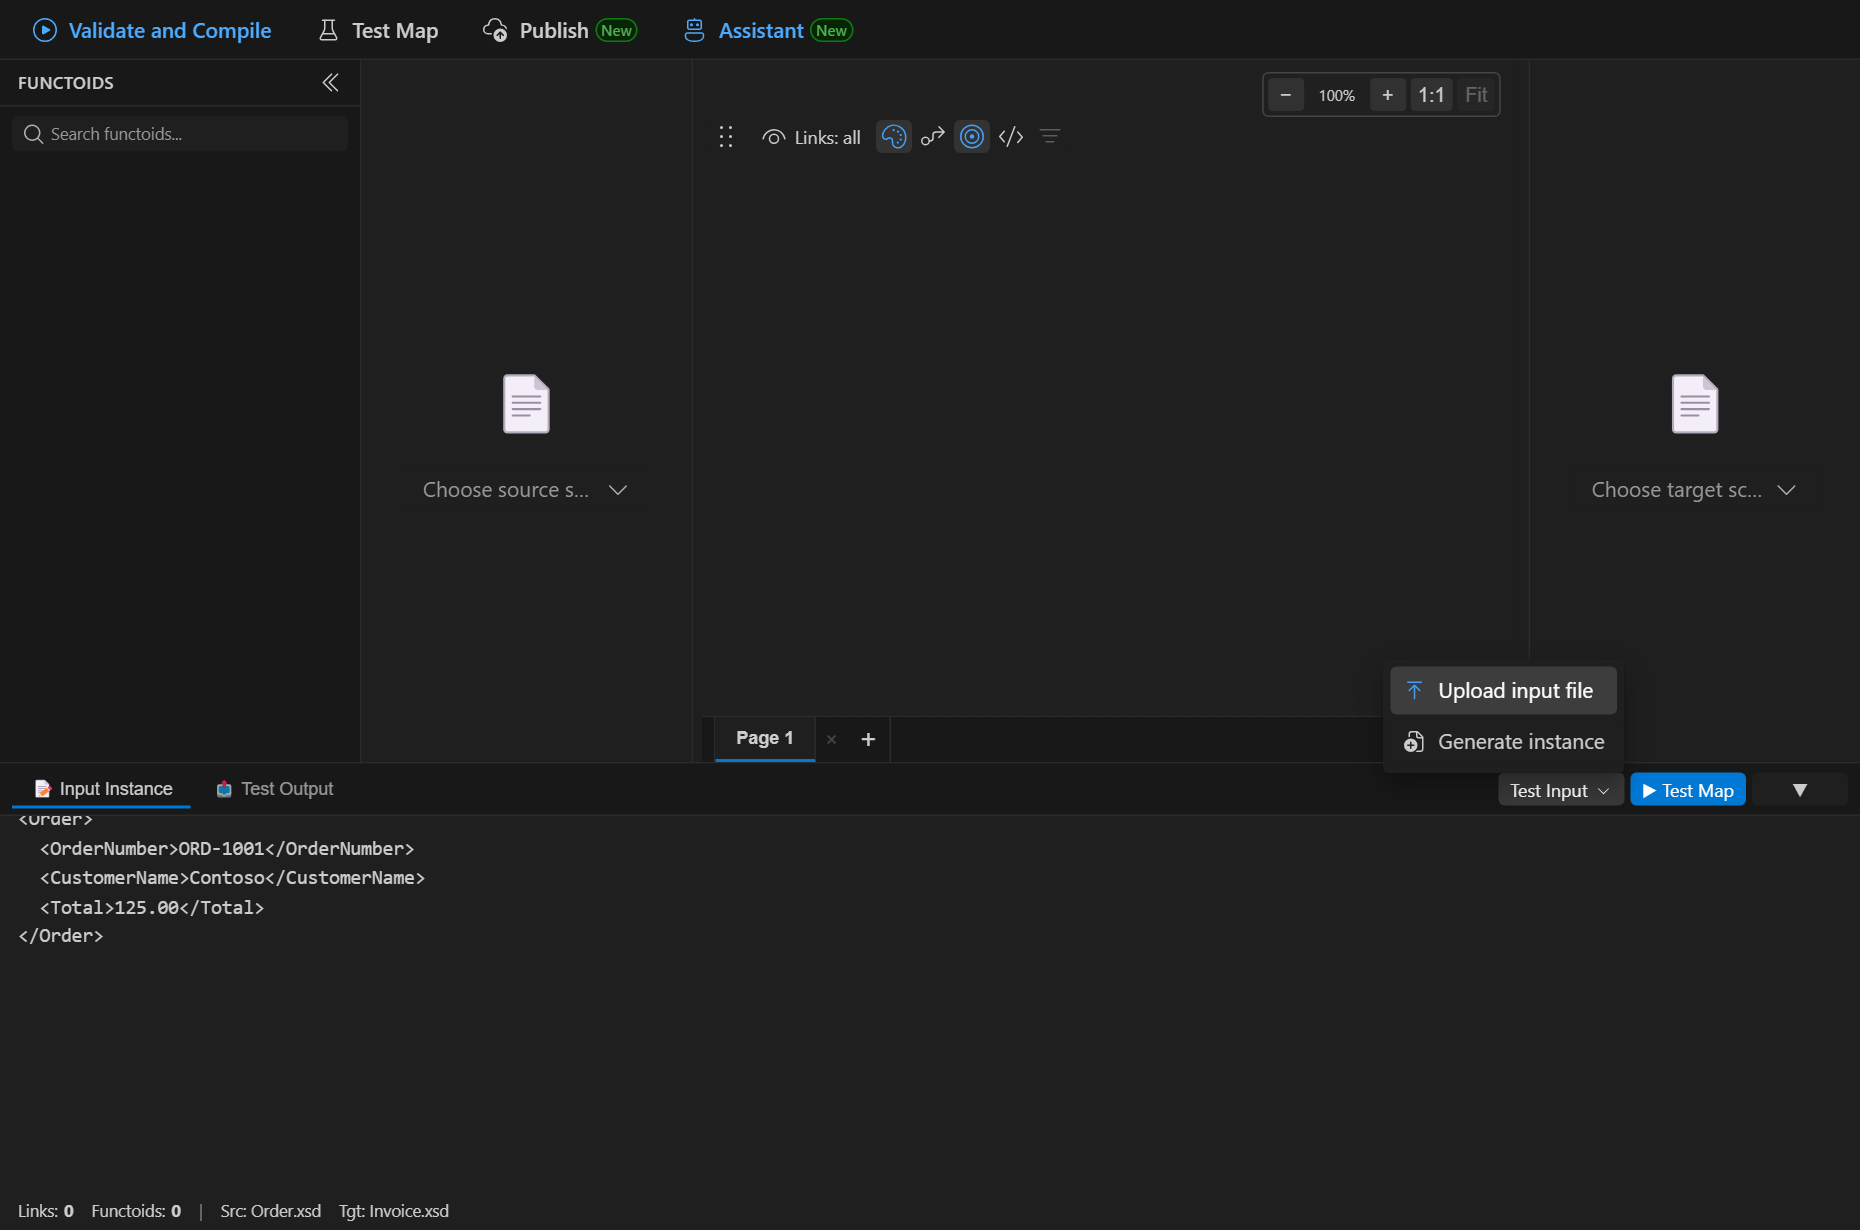 Validate and Compile
Test Map
Publish New
Assistant New
FUNCTOIDS
Search functoids...
− 100% + 1:1 Fit
Links: all
Choose source s...
Choose target sc...
Upload input file
Generate instance
Page 1 × +
Input Instance
Test Output
Test Input
Test Map
<Order>
<OrderNumber>ORD-1001</OrderNumber>
<CustomerName>Contoso</CustomerName>
<Total>125.00</Total>
</Order>
Links: 0 Functoids: 0 | Src: Order.xsd Tgt: Invoice.xsd